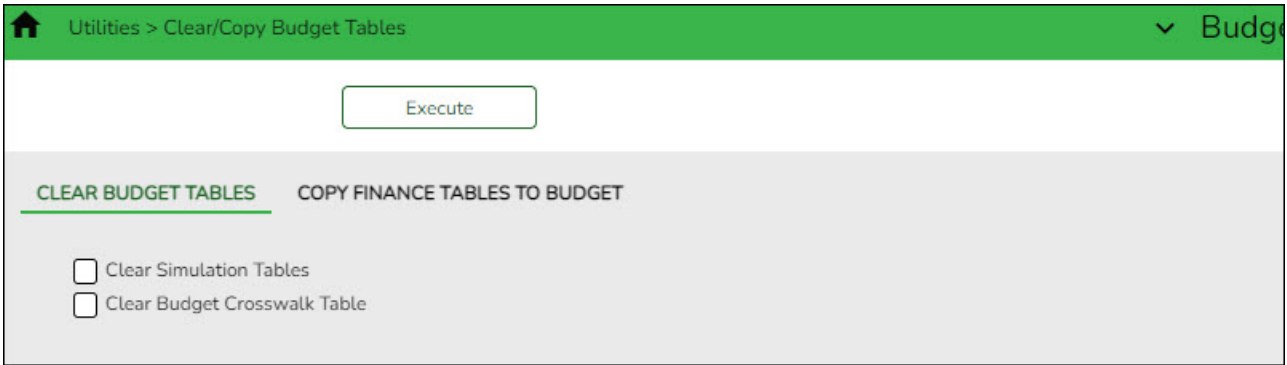 Utilities > Clear/Copy Budget Tables Budge
Execute
CLEAR BUDGET TABLES COPY FINANCE TABLES TO BUDGET
Clear Simulation Tables
Clear Budget Crosswalk Table